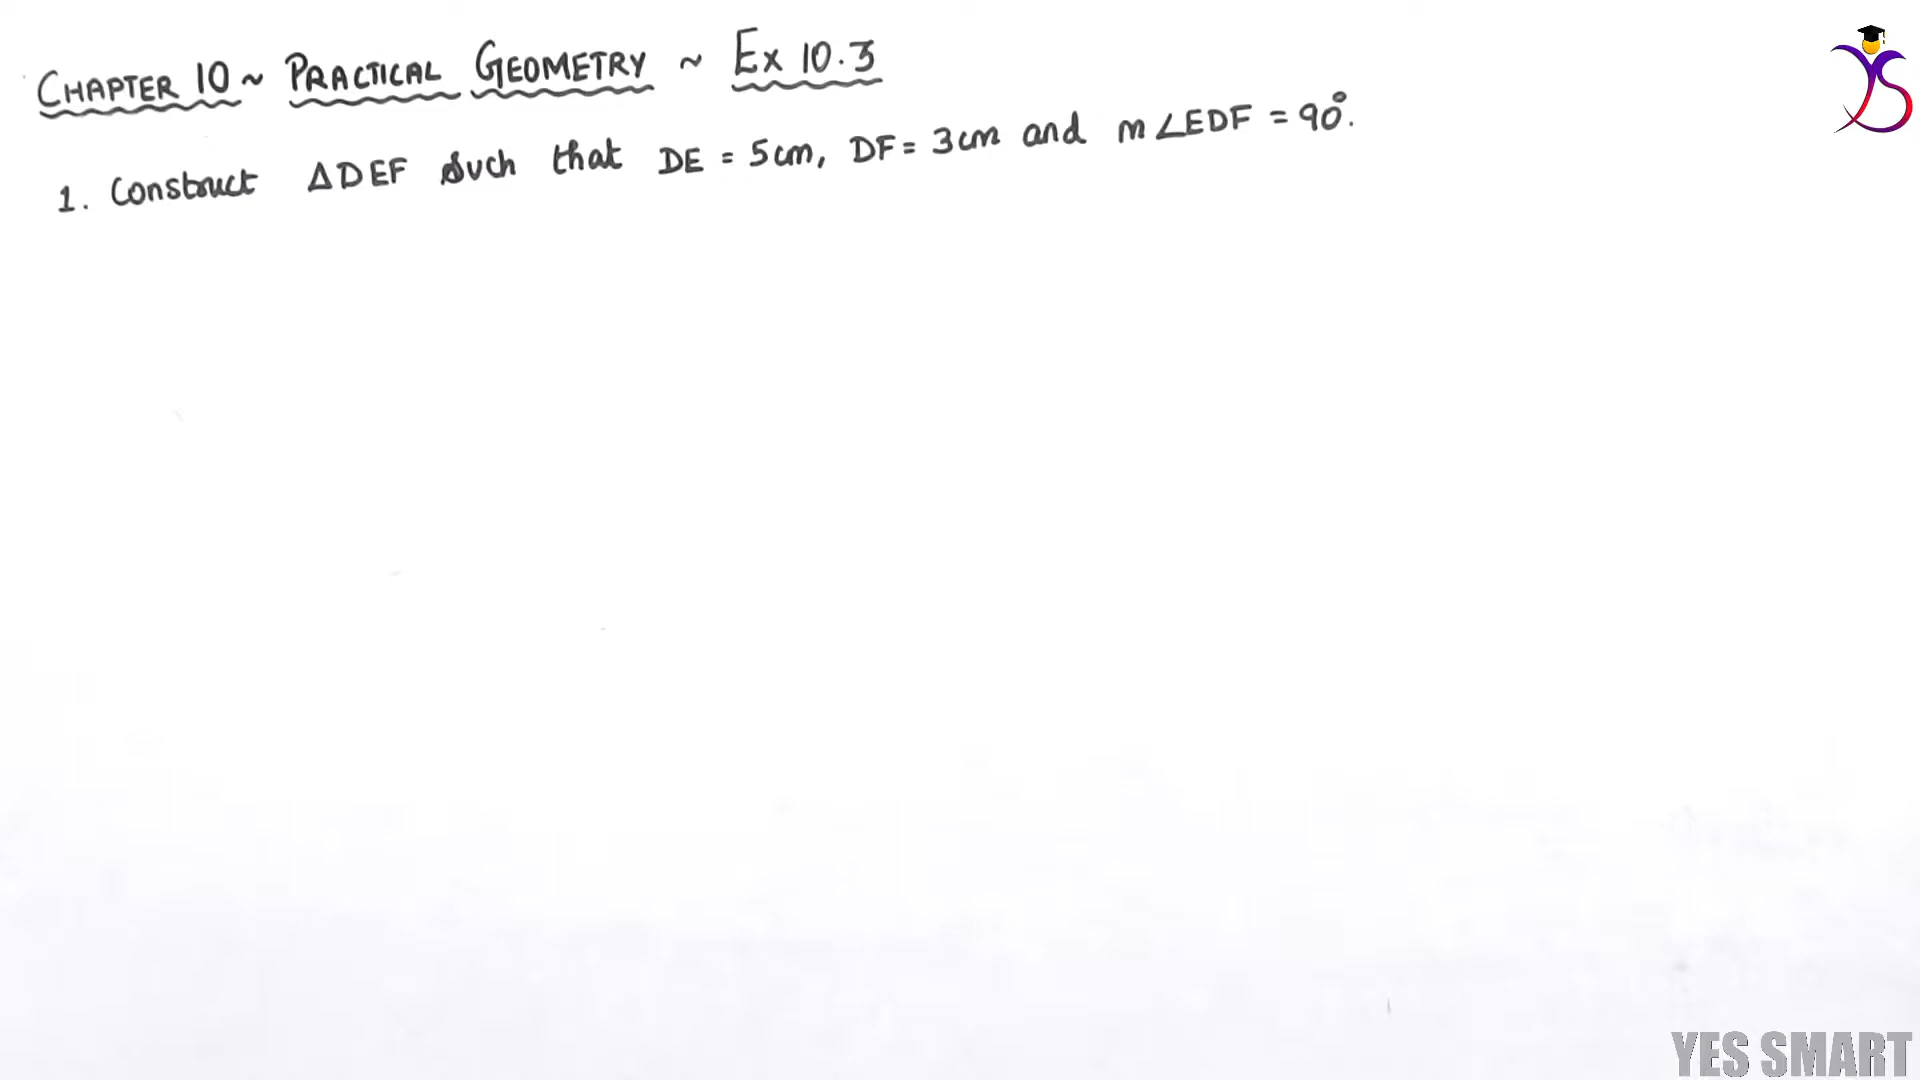 CHAPTER 10 ~ PRACTICAL GEOMETRY ~ Ex 10.3
1. Construct ΔDEF such that DE = 5cm, DF = 3cm and m∠EDF = 90°.
YS
YES SMART